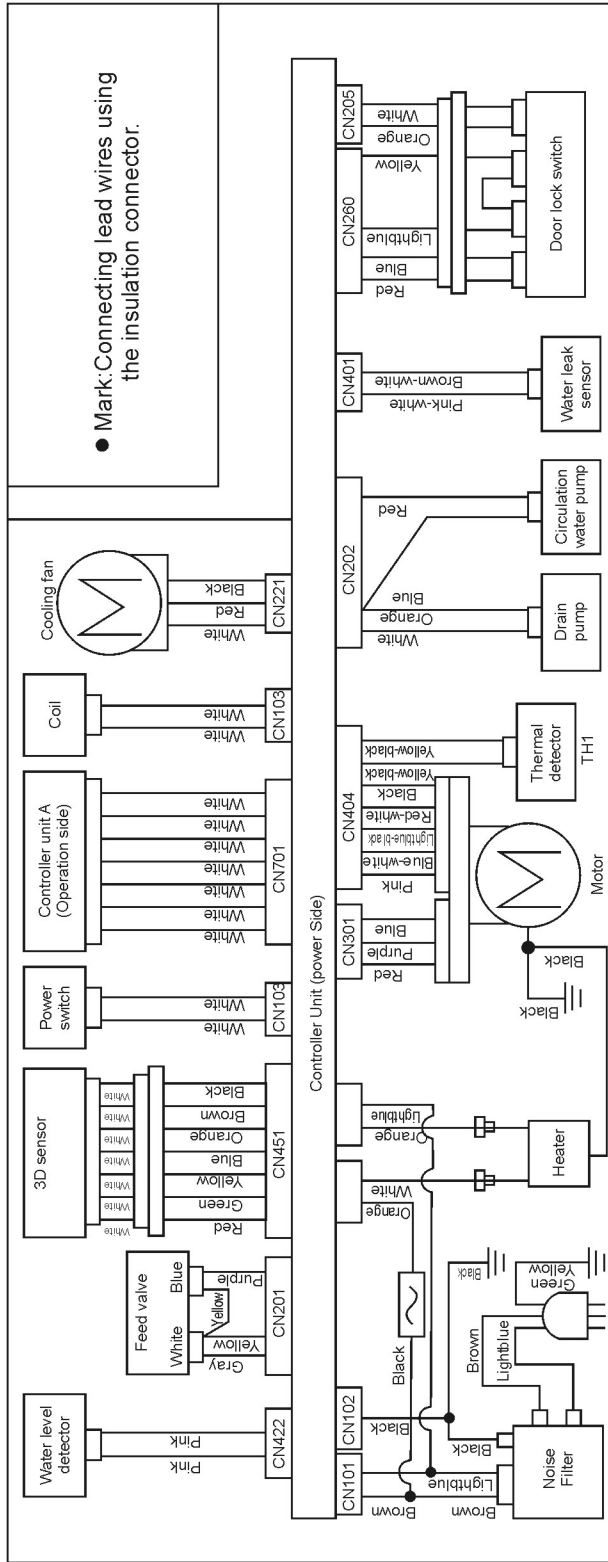 ● Mark:Connecting lead wires using
the insulation connector.
Water level
detector
Pink
Pink
CN422
Feed valve
White
Blue
Gray
Yellow
Yellow
Purple
CN201
3D sensor
White
White
White
White
White
White
White
Red
Green
Yellow
Blue
Orange
Brown
Black
CN451
Power
switch
White
White
CN103
Controller unit A
(Operation side)
White
White
White
White
White
White
White
CN701
Coil
White
White
CN103
Cooling fan
M
White
Red
Black
CN221
Controller Unit (power Side)
CN101
CN102
CN301
CN404
CN202
CN401
CN260
CN205
Brown
Brown
Lightblue
Black
Black
Black
Orange
White
Orange
Lightblue
Black
Brown
Lightblue
Green
Yellow
Noise
Filter
Heater
Red
Purple
Blue
Pink
Blue-white
Lightblue-black
Red-white
Black
Yellow-black
Yellow-black
Black
Black
M
Motor
Thermal
detector
TH1
White
Orange
Blue
Red
Drain
pump
Circulation
water pump
Pink-white
Brown-white
Water leak
sensor
Red
Blue
Lightblue
Yellow
Orange
White
Door lock switch